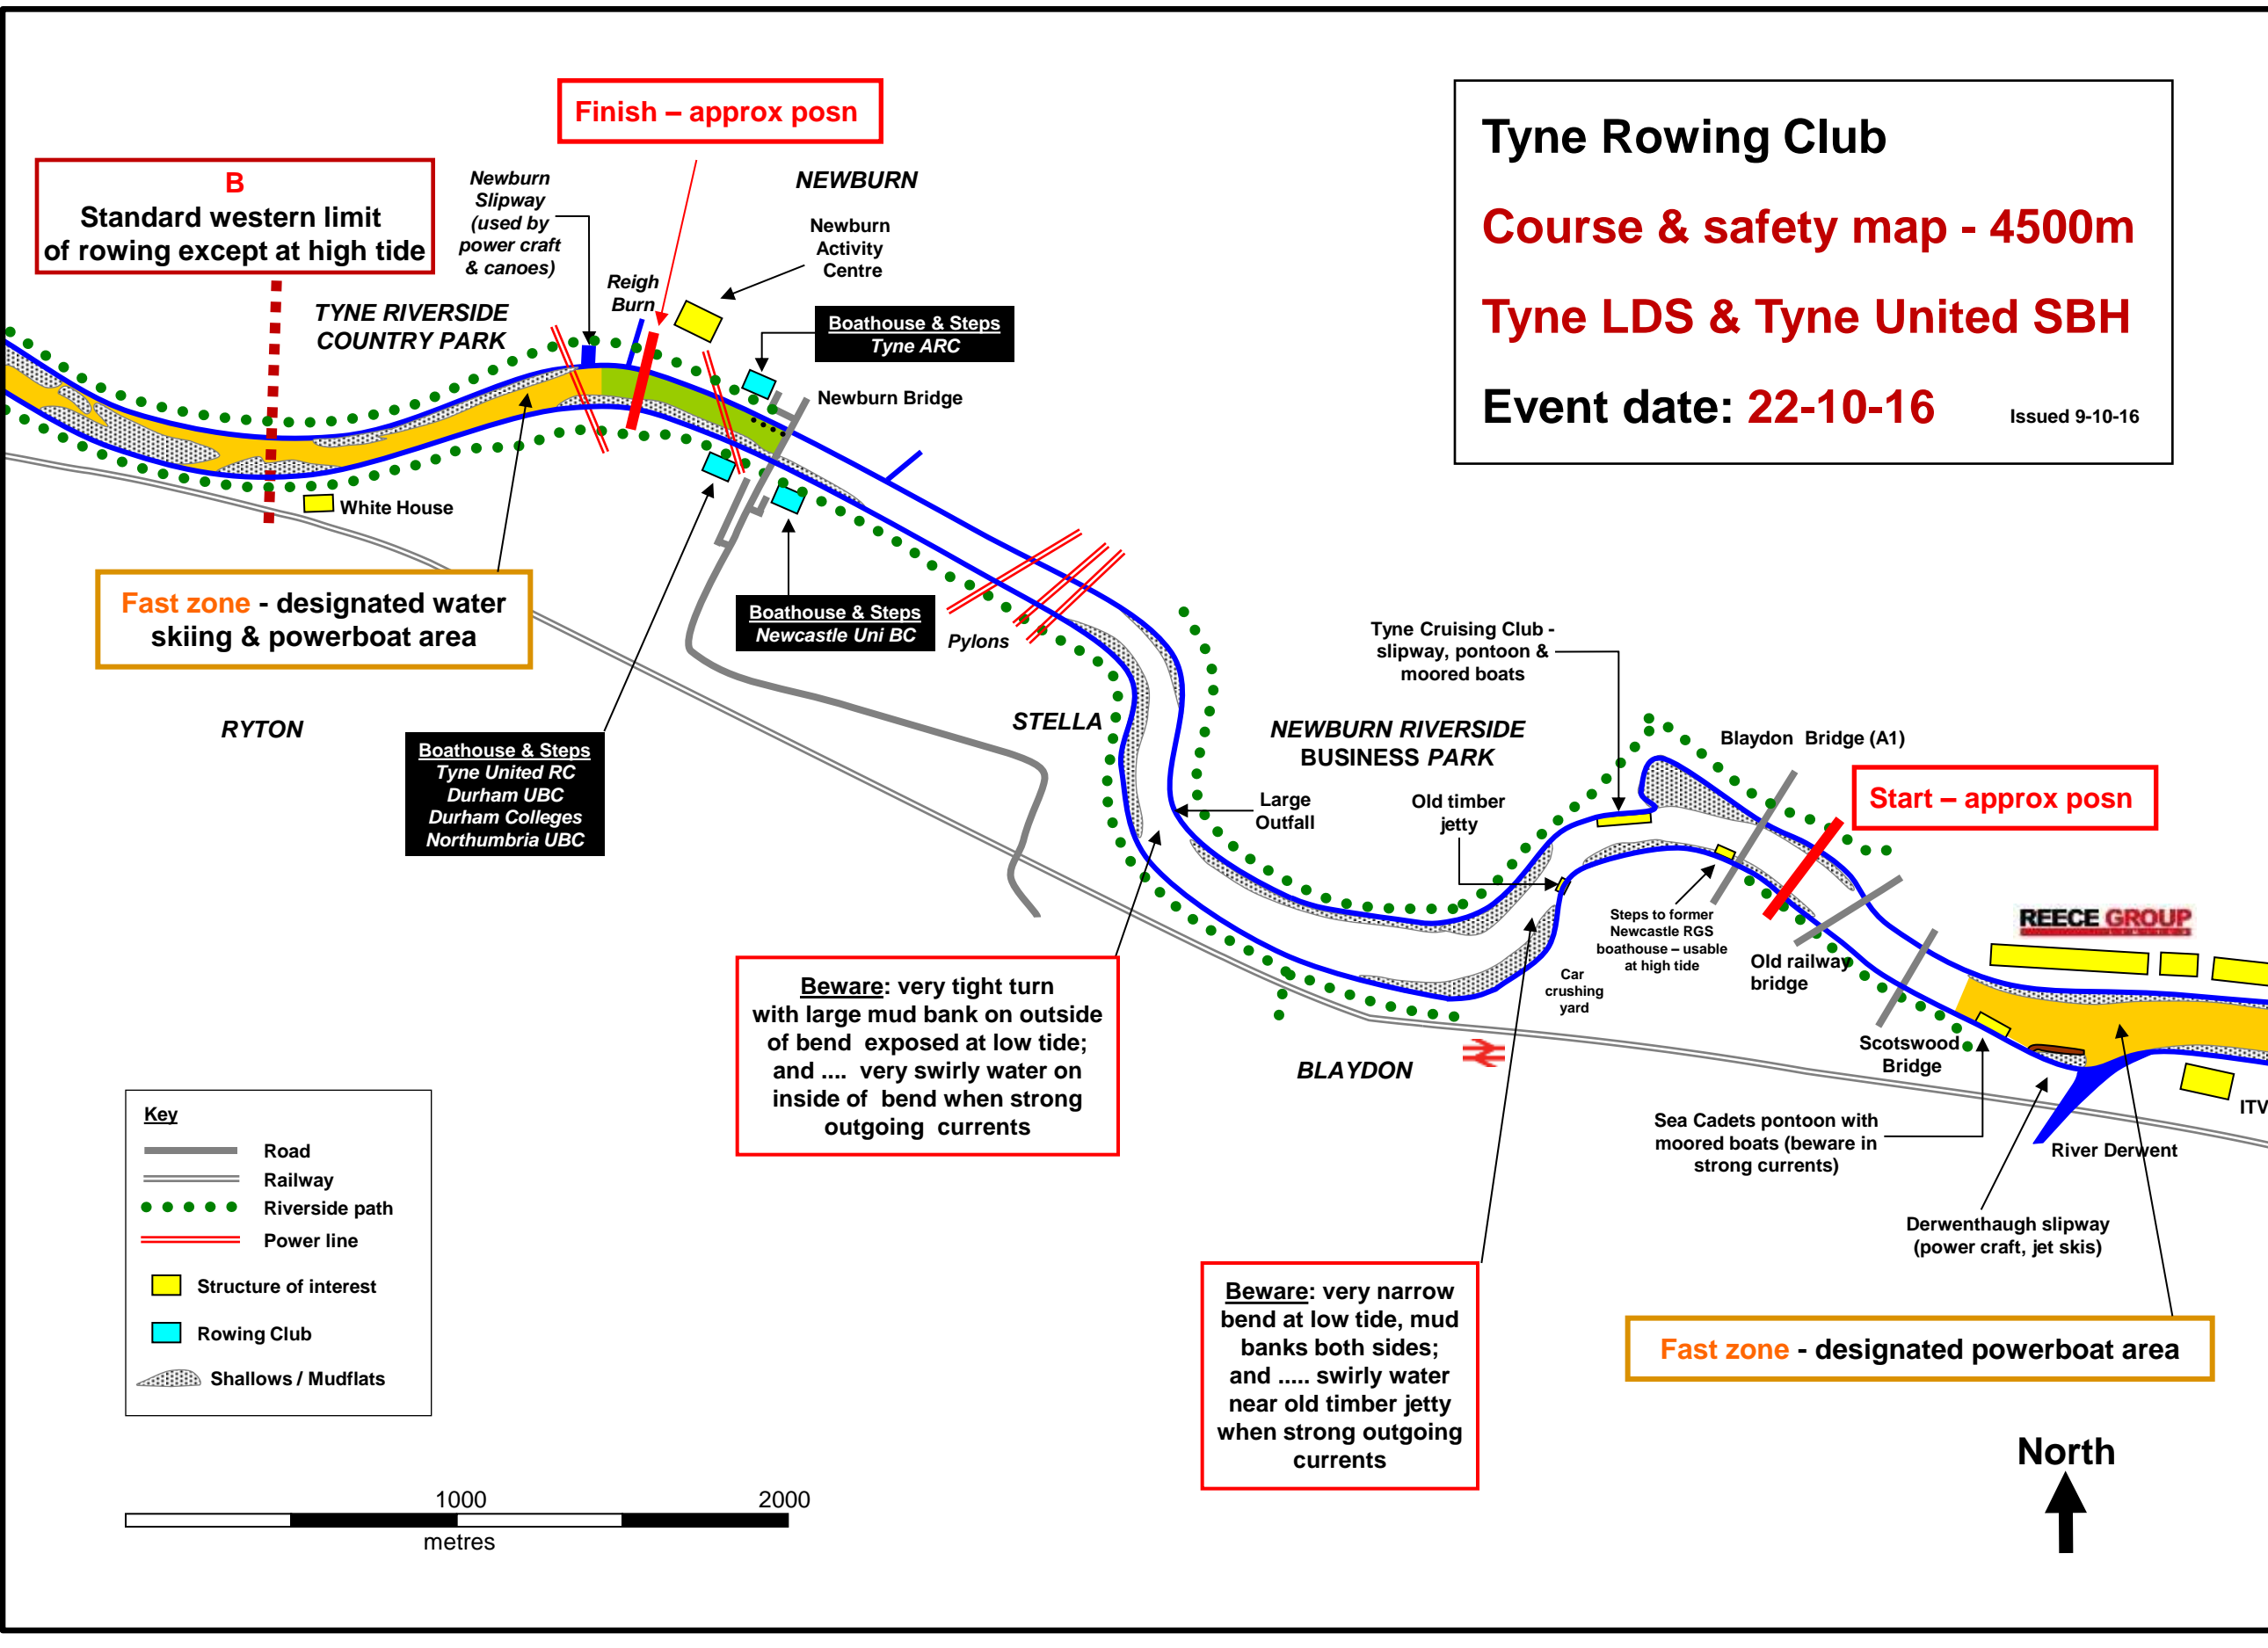 Finish – approx posn
Tyne Rowing Club
Course & safety map - 4500m
Tyne LDS & Tyne United SBH
Event date: 22-10-16
Issued 9-10-16
B
Standard western limit
of rowing except at high tide
Newburn
Slipway
(used by
power craft
& canoes)
NEWBURN
Newburn
Activity
Centre
Reigh
Burn
TYNE RIVERSIDE
COUNTRY PARK
Boathouse & Steps
Tyne ARC
Newburn Bridge
White House
Fast zone - designated water
skiing & powerboat area
Boathouse & Steps
Newcastle Uni BC
Pylons
Tyne Cruising Club -
slipway, pontoon &
moored boats
RYTON
STELLA
NEWBURN RIVERSIDE
BUSINESS PARK
Blaydon Bridge (A1)
Boathouse & Steps
Tyne United RC
Durham UBC
Durham Colleges
Northumbria UBC
Large
Outfall
Old timber
jetty
Start – approx posn
Steps to former
Newcastle RGS
boathouse – usable
at high tide
REECE GROUP
Old railway
bridge
Car
crushing
yard
Beware: very tight turn
with large mud bank on outside
of bend exposed at low tide;
and .... very swirly water on
inside of bend when strong
outgoing currents
Scotswood
Bridge
BLAYDON
ITV
Sea Cadets pontoon with
moored boats (beware in
strong currents)
River Derwent
Derwenthaugh slipway
(power craft, jet skis)
Key
Road
Railway
Riverside path
Power line
Structure of interest
Rowing Club
Shallows / Mudflats
Beware: very narrow
bend at low tide, mud
banks both sides;
and ..... swirly water
near old timber jetty
when strong outgoing
currents
Fast zone - designated powerboat area
North
1000 2000
metres